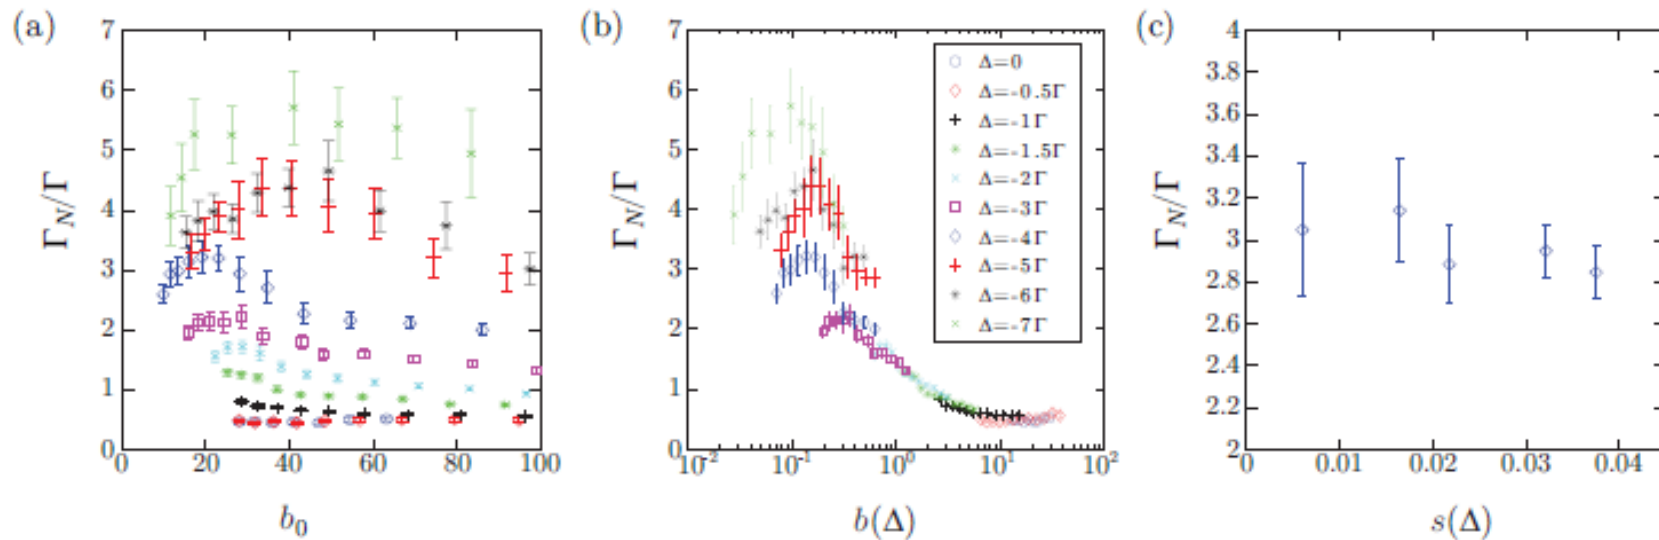 (a)
7
6
5
4
3
2
1
0
Γ_N/Γ
0 20 40 60 80 100
b_0
(b)
7
6
5
4
3
2
1
0
Γ_N/Γ
10^-2 10^-1 10^0 10^1 10^2
b(Δ)
Δ=0
Δ=-0.5Γ
Δ=-1Γ
Δ=-1.5Γ
Δ=-2Γ
Δ=-3Γ
Δ=-4Γ
Δ=-5Γ
Δ=-6Γ
Δ=-7Γ
(c)
4
3.8
3.6
3.4
3.2
3
2.8
2.6
2.4
2.2
2
Γ_N/Γ
0 0.01 0.02 0.03 0.04
s(Δ)